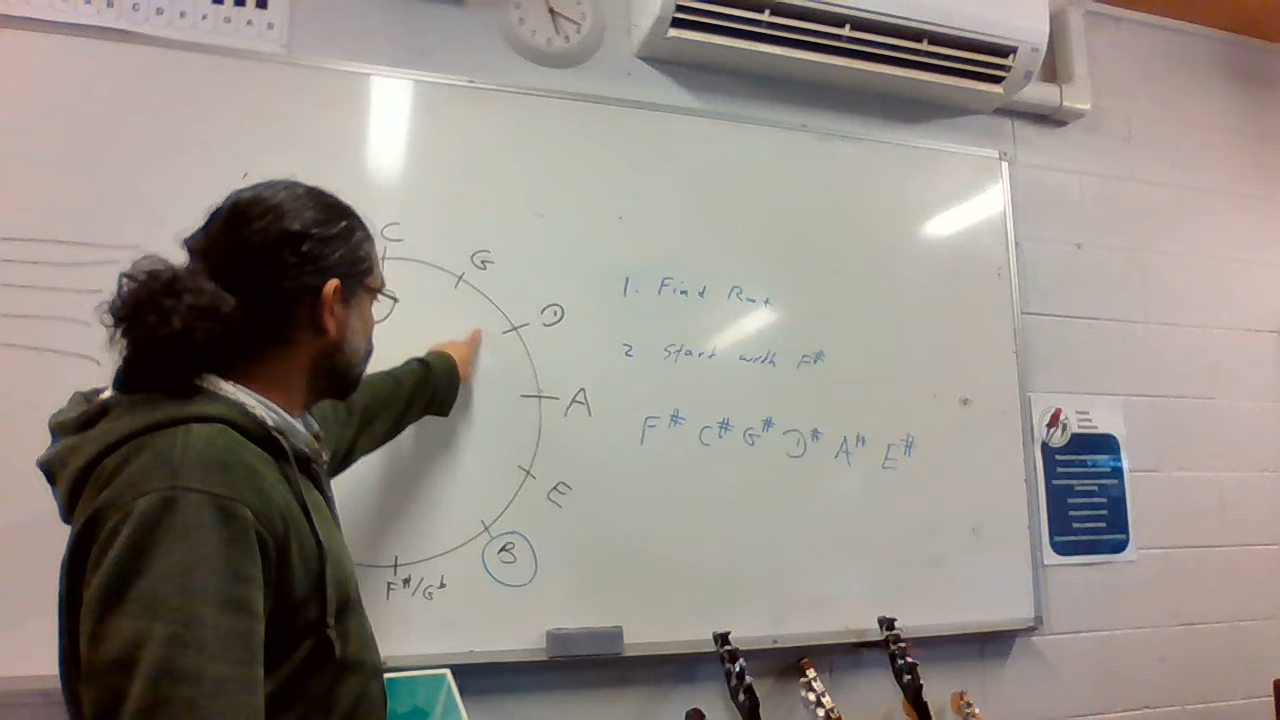 C
G
D
A
E
B
F#/Gb
1. Find Root
2 Start with F#
F# C# G# D# A# E#